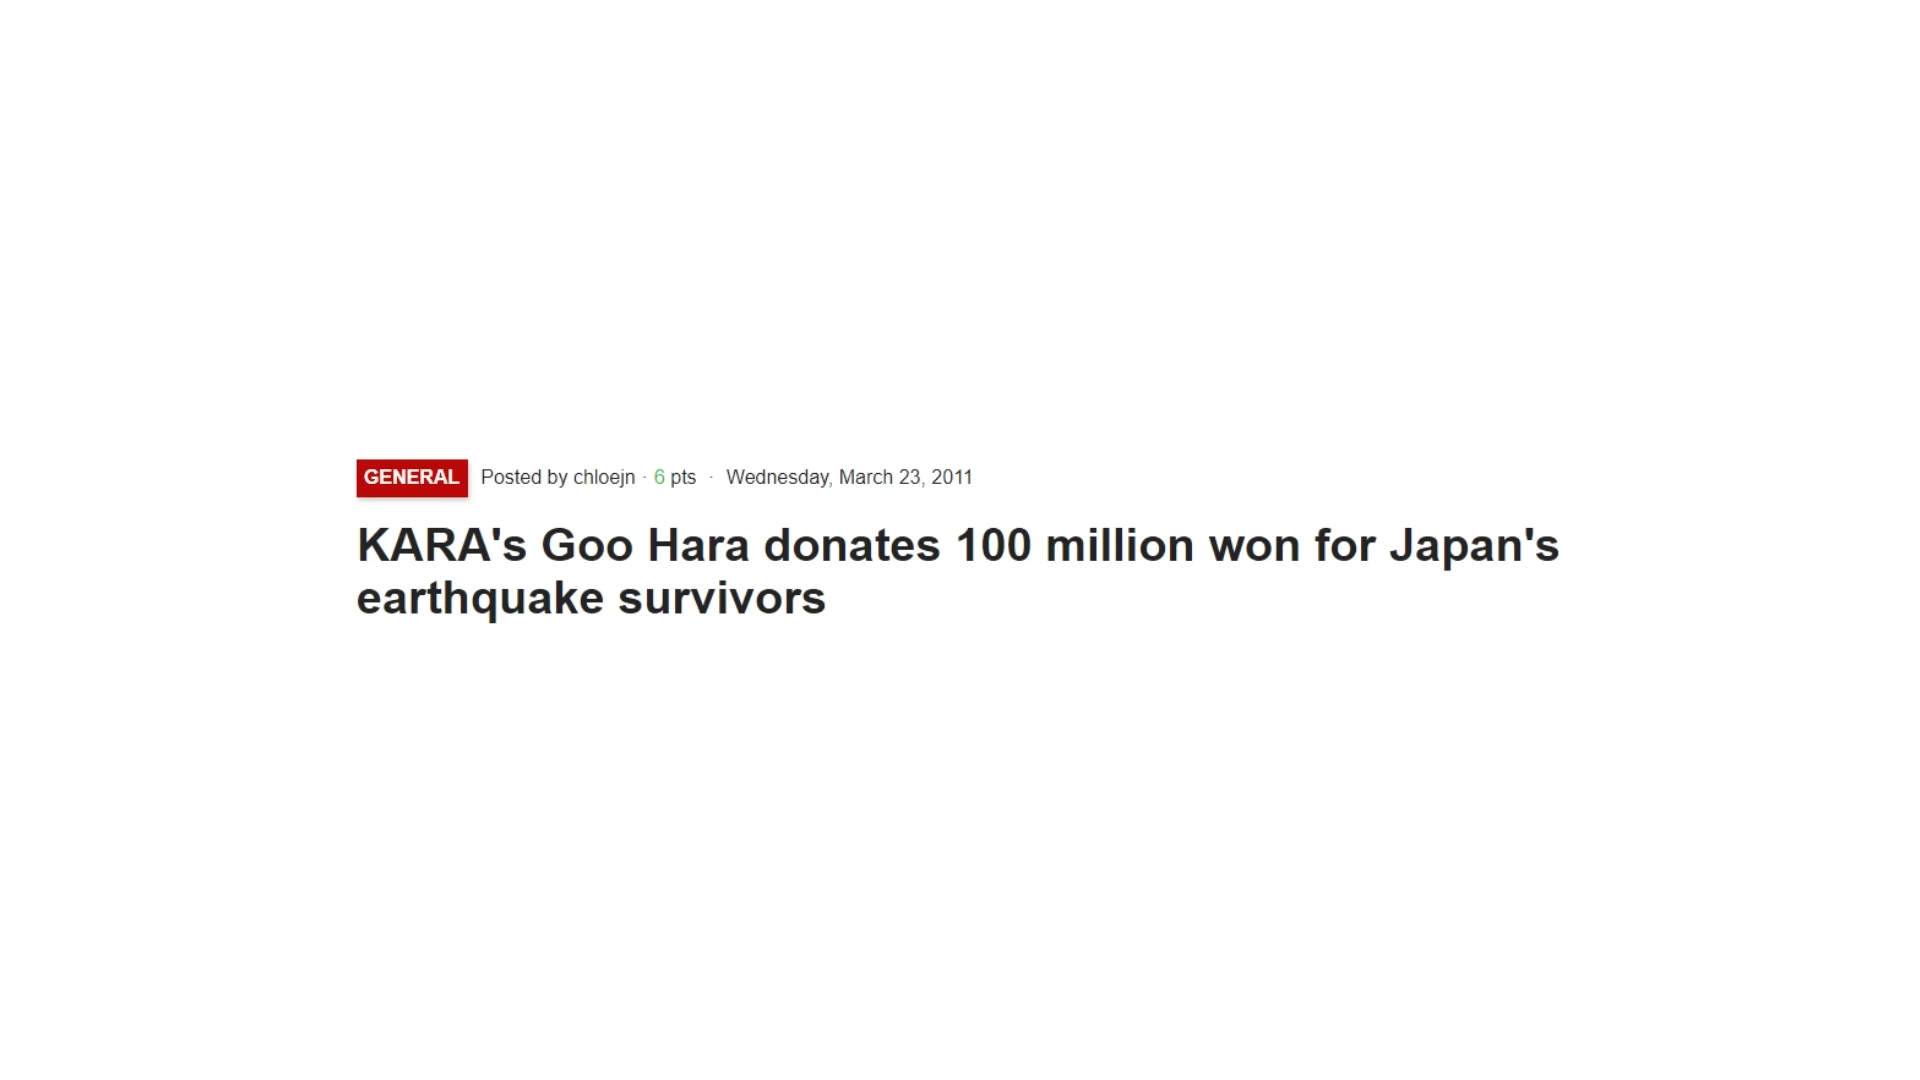 GENERAL Posted by chloejn · 6 pts · Wednesday, March 23, 2011
KARA's Goo Hara donates 100 million won for Japan's
earthquake survivors